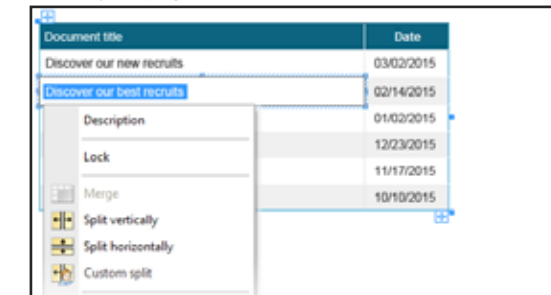 Document title Date
Discover our new recruits 03/02/2015
Discover our best recruits 02/14/2015
01/02/2015
12/23/2015
11/17/2015
10/10/2015
Description
Lock
Merge
Split vertically
Split horizontally
Custom split